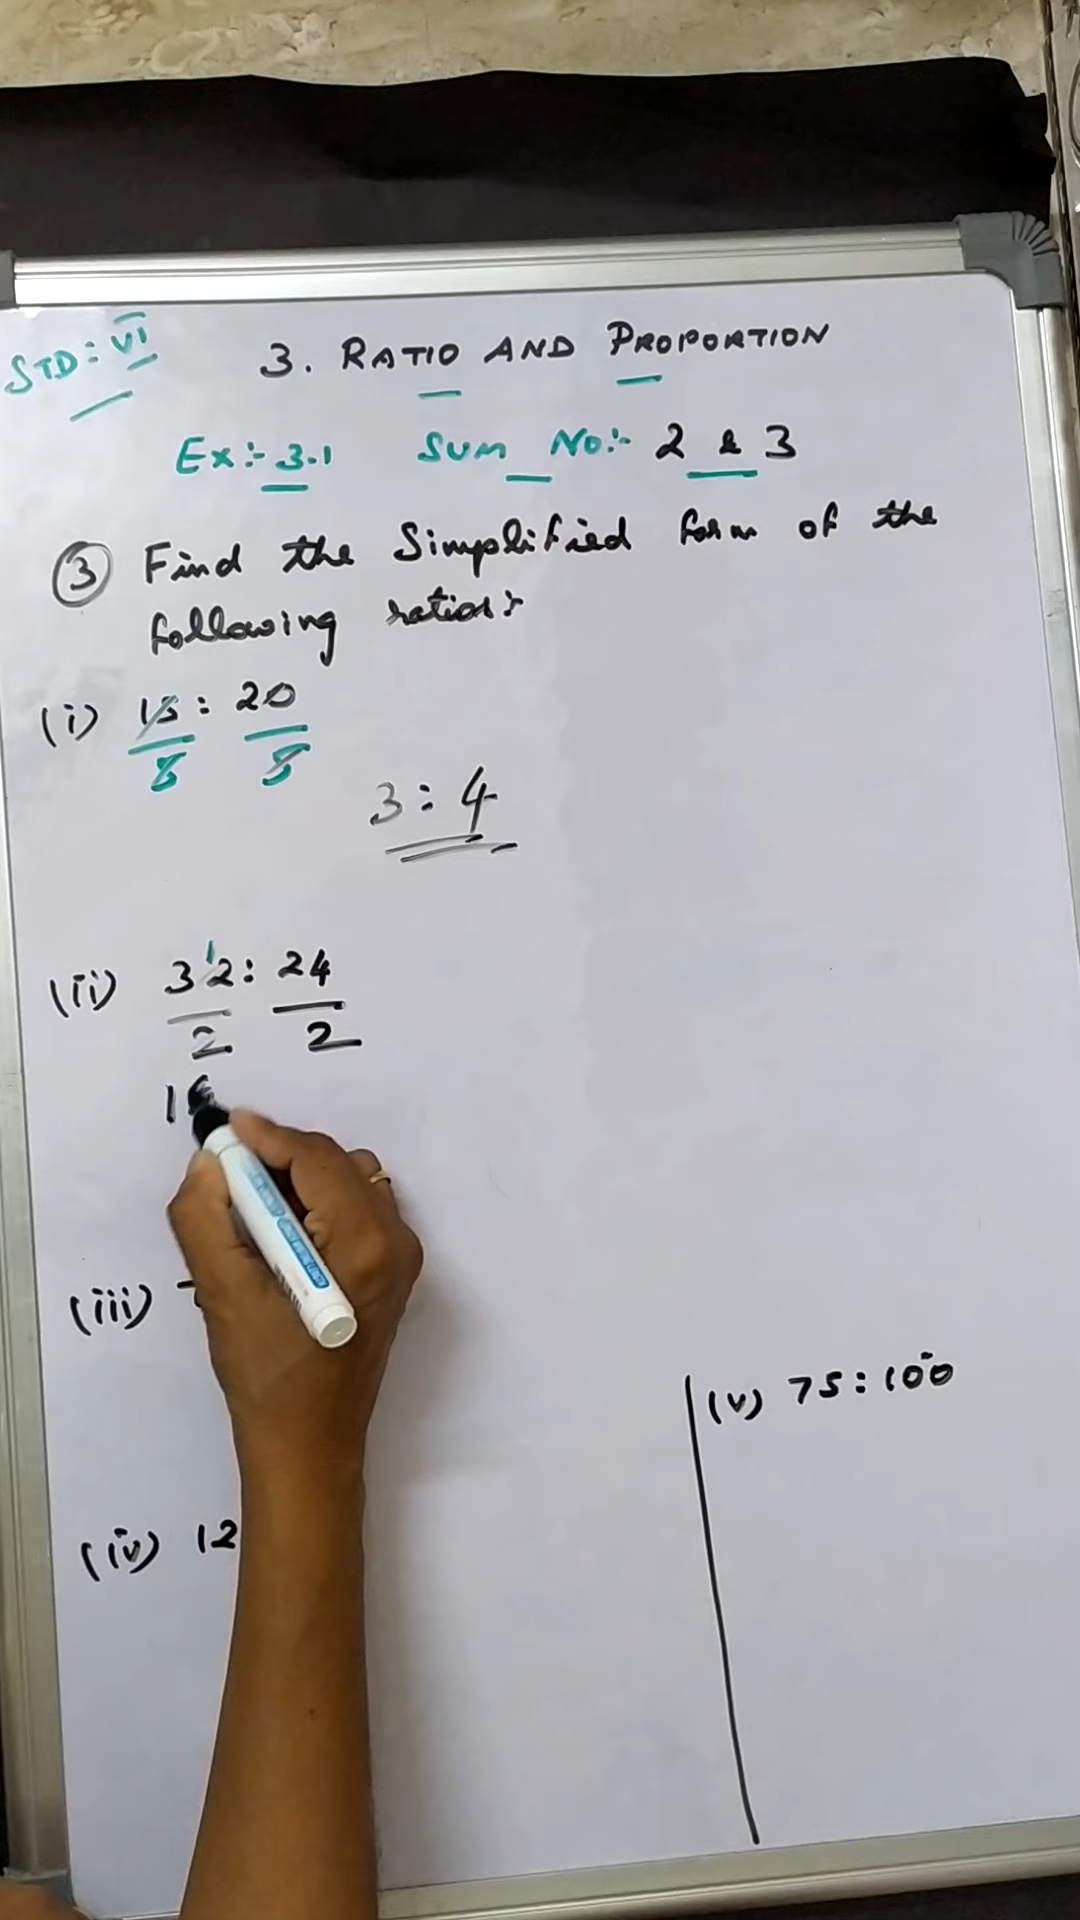 STD: VI
3. RATIO AND PROPORTION
Ex:- 3.1 SUM NO:- 2 & 3
(3) Find the Simplified form of the
following ratios:-
(i) 15 : 20
5 5
3 : 4
(ii) 32 : 24
2 2
16
(iii)
(iv) 12
(v) 75 : 100